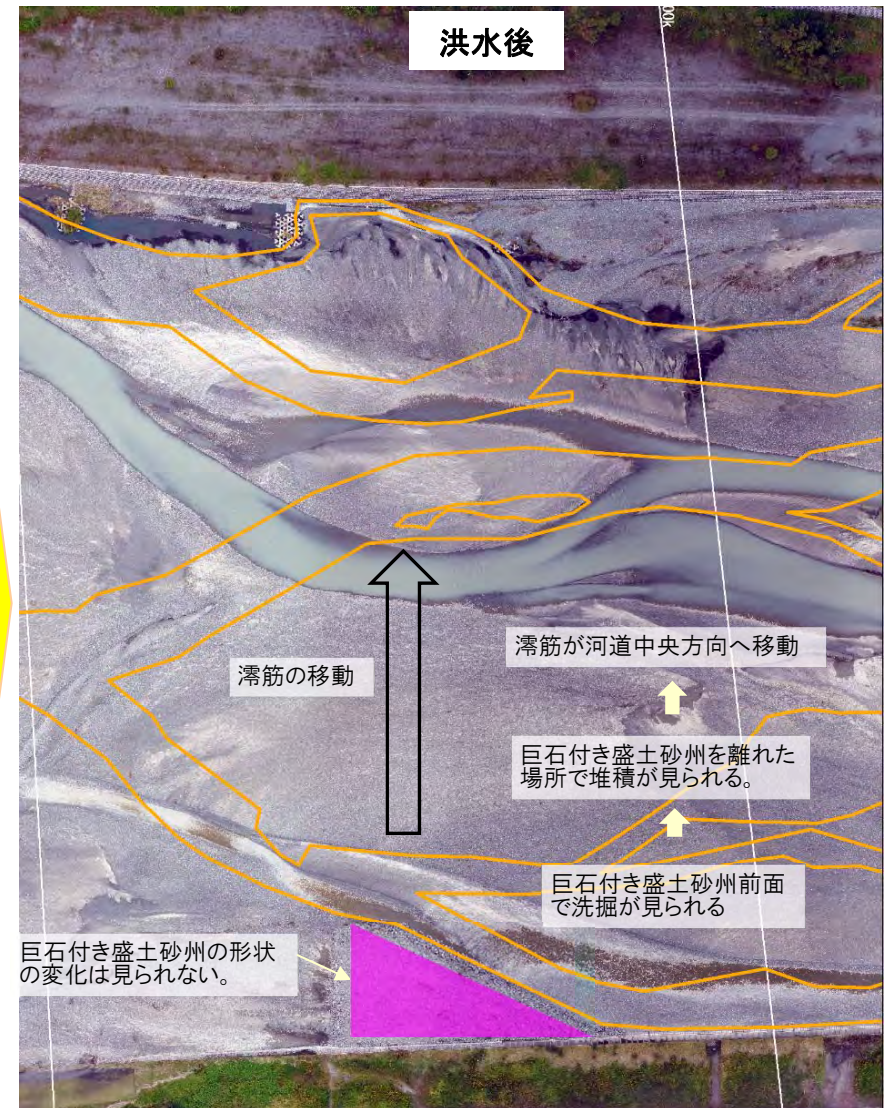 洪水後
00k
澪筋の移動
澪筋が河道中央方向へ移動
巨石付き盛土砂州を離れた
場所で堆積が見られる。
巨石付き盛土砂州前面
で洗掘が見られる
巨石付き盛土砂州の形状
の変化は見られない。